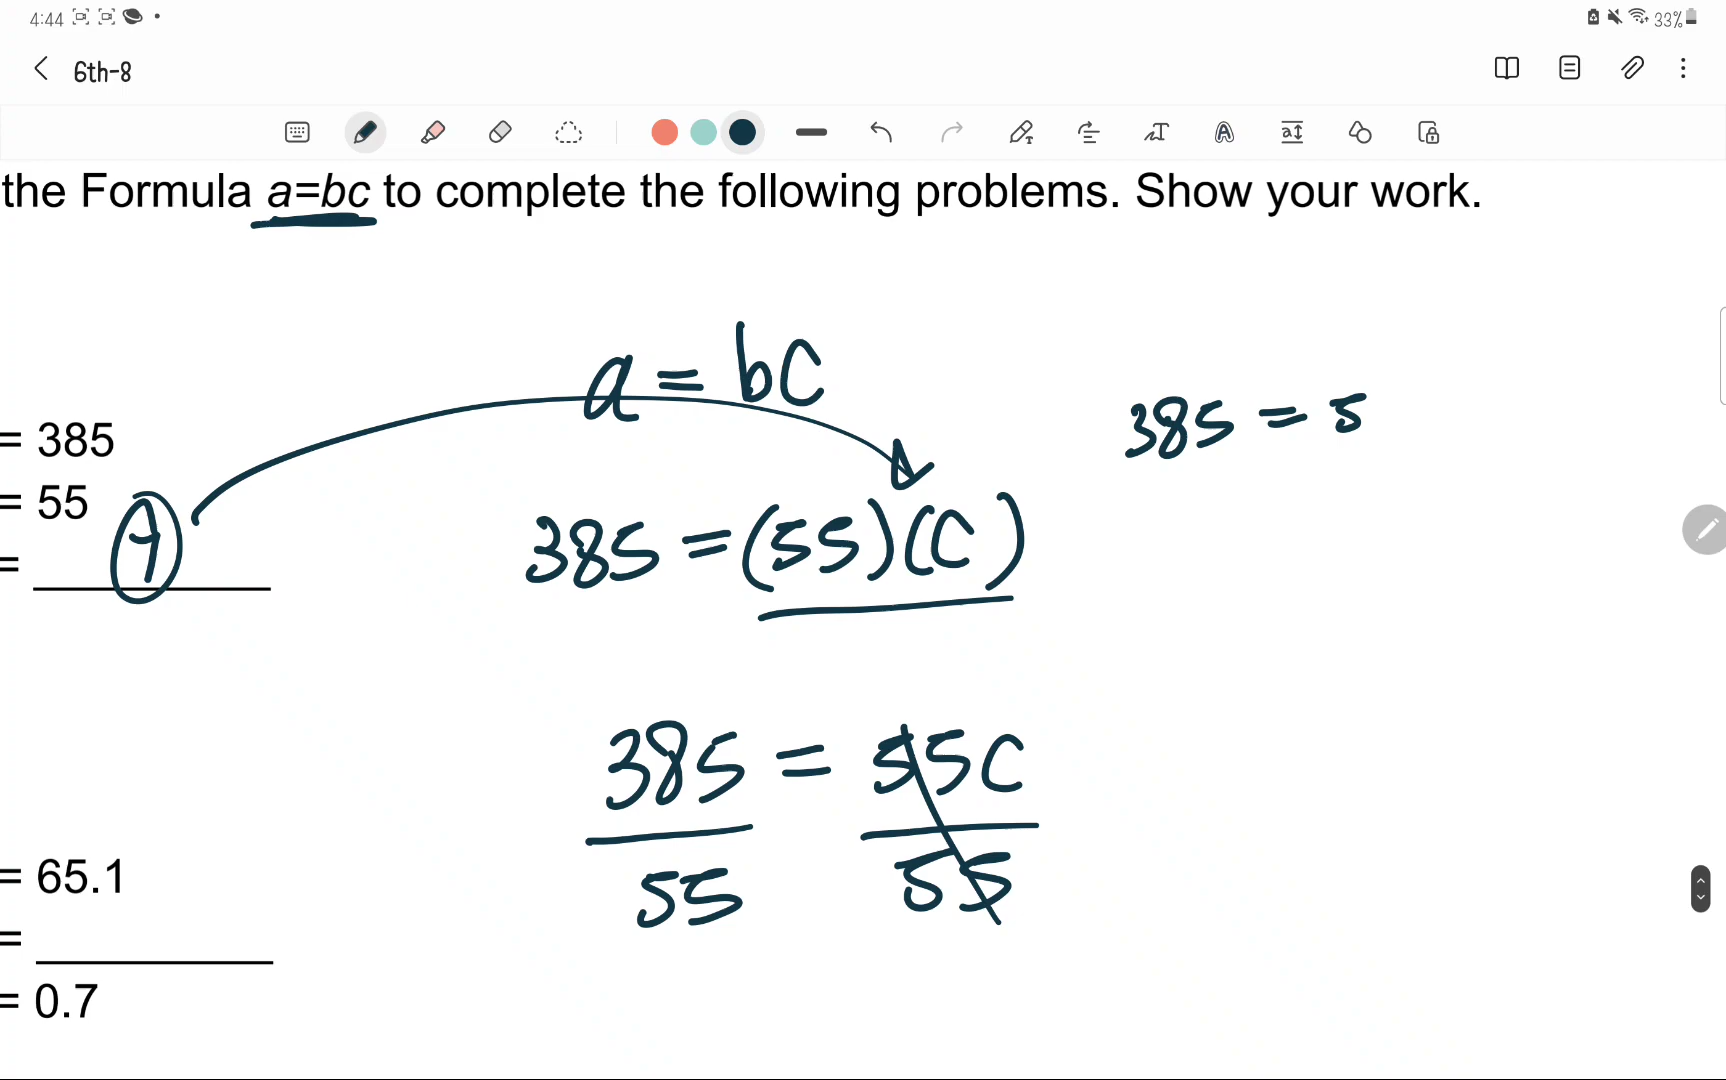 4:44 33%
6th-8
the Formula a=bc to complete the following problems. Show your work.
a = bc
= 385
385 = 5
= 55
7
=
385 = (55)(C)
385 = 55C
55 55
= 65.1
=
= 0.7